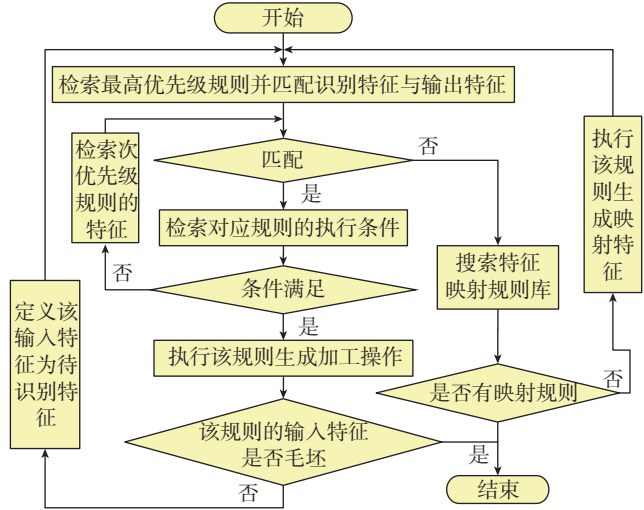 开始
检索最高优先级规则并匹配识别特征与输出特征
检索次
优先级
规则的
特征
匹配
否
是
检索对应规则的执行条件
执行
该规
则生
成映
射特
征
搜索特征
映射规则库
否
条件满足
是
定义该
输入特
征为待
识别特
征
执行该规则生成加工操作
是否有映射规则
否
该规则的输入特征
是否毛坯
是
否
结束